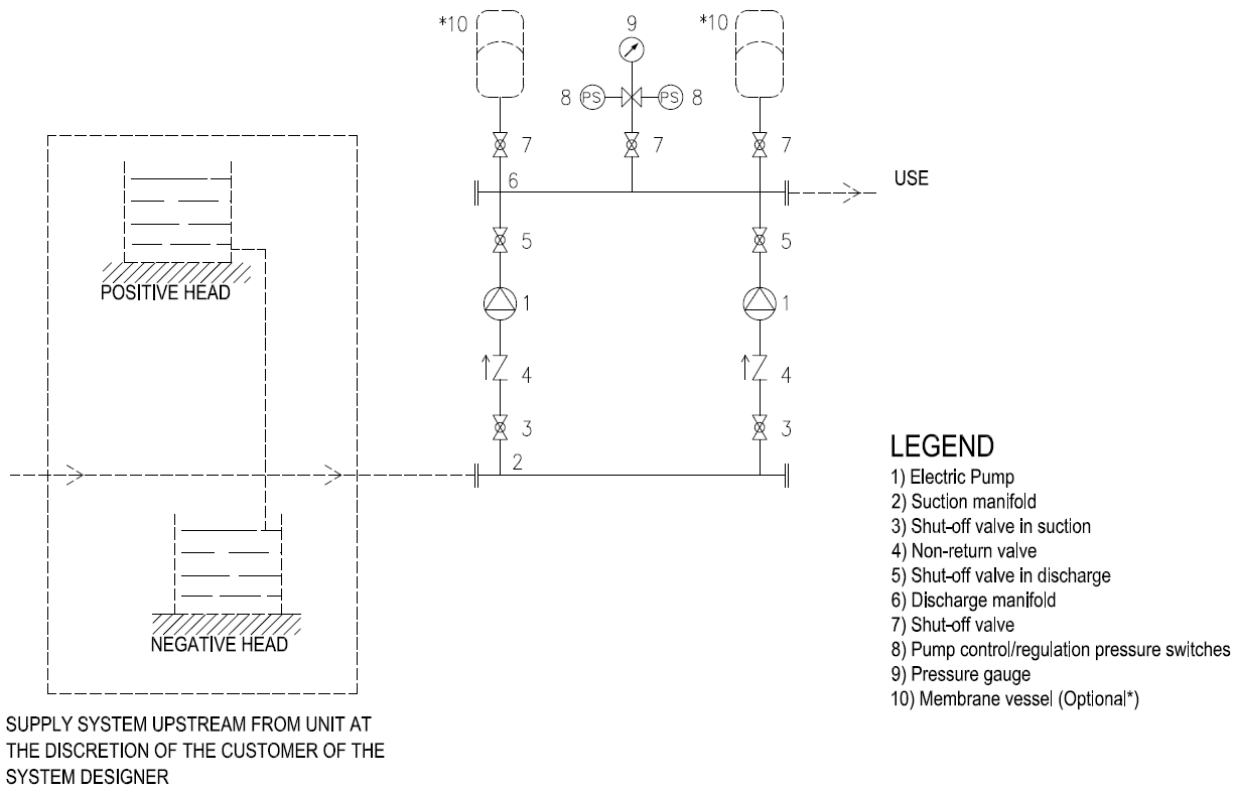 *10
9
*10
8 PS PS 8
7
7
7
6
USE
5
5
POSITIVE HEAD
1
1
4
4
3
3
2
NEGATIVE HEAD
LEGEND
1) Electric Pump
2) Suction manifold
3) Shut-off valve in suction
4) Non-return valve
5) Shut-off valve in discharge
6) Discharge manifold
7) Shut-off valve
8) Pump control/regulation pressure switches
9) Pressure gauge
10) Membrane vessel (Optional*)
SUPPLY SYSTEM UPSTREAM FROM UNIT AT
THE DISCRETION OF THE CUSTOMER OF THE
SYSTEM DESIGNER